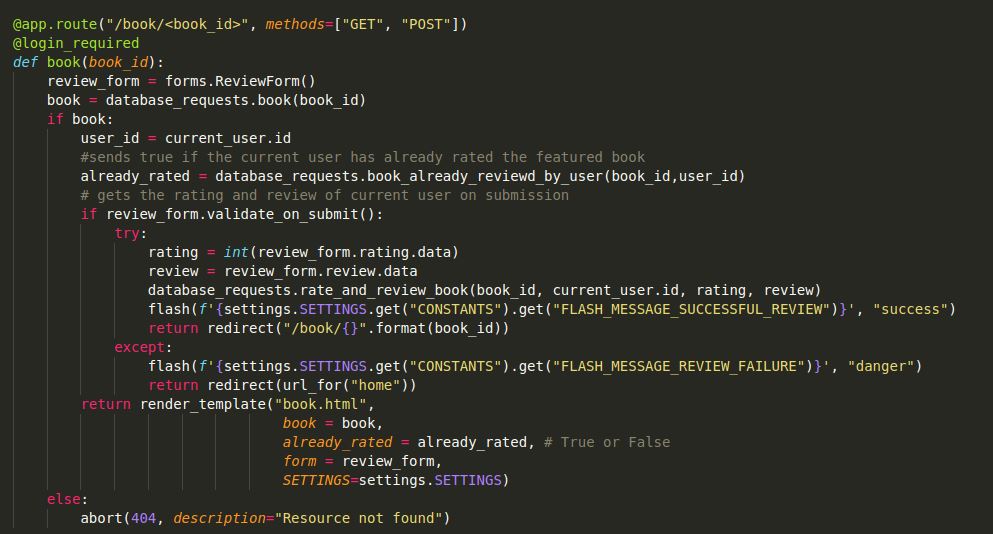 @app.route("/book/<book_id>", methods=["GET", "POST"])
@login_required
def book(book_id):
    review_form = forms.ReviewForm()
    book = database_requests.book(book_id)
    if book:
        user_id = current_user.id
        #sends true if the current user has already rated the featured book
        already_rated = database_requests.book_already_reviewd_by_user(book_id,user_id)
        # gets the rating and review of current user on submission
        if review_form.validate_on_submit():
            try:
                rating = int(review_form.rating.data)
                review = review_form.review.data
                database_requests.rate_and_review_book(book_id, current_user.id, rating, review)
                flash(f'{settings.SETTINGS.get("CONSTANTS").get("FLASH_MESSAGE_SUCCESSFUL_REVIEW")}', "success")
                return redirect("/book/{}".format(book_id))
            except:
                flash(f'{settings.SETTINGS.get("CONSTANTS").get("FLASH_MESSAGE_REVIEW_FAILURE")}', "danger")
                return redirect(url_for("home"))
        return render_template("book.html",
                                book = book,
                                already_rated = already_rated, # True or False
                                form = review_form,
                                SETTINGS=settings.SETTINGS)
    else:
        abort(404, description="Resource not found")